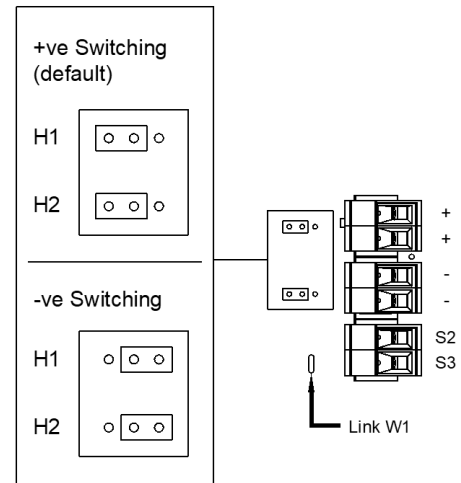 +ve Switching
(default)
H1
H2
-ve Switching
H1
H2
+
+
-
-
S2
S3
Link W1